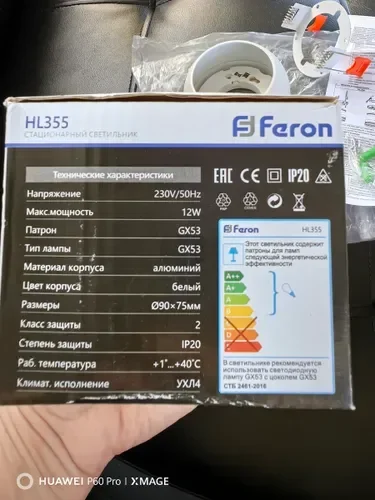 HL355
СТАЦИОНАРНЫЙ СВЕТИЛЬНИК
Feron
Технические характеристики
Напряжение 230V/50Hz
Макс.мощность 12W
Патрон GX53
Тип лампы GX53
Материал корпуса алюминий
Цвет корпуса белый
Размеры Ø90×75мм
Класс защиты 2
Степень защиты IP20
Раб. температура +1°...+40°C
Климат. исполнение УХЛ4
EAC CE IP20
Feron HL355
Этот светильник содержит
патроны для ламп
следующей энергетической
эффективности
A++
A+
A
B
C
D
E
В светильнике рекомендуется
использовать светодиодную
лампу GX53 с цоколем GX53
СТБ 2461-2016
HUAWEI P60 Pro | XMAGE